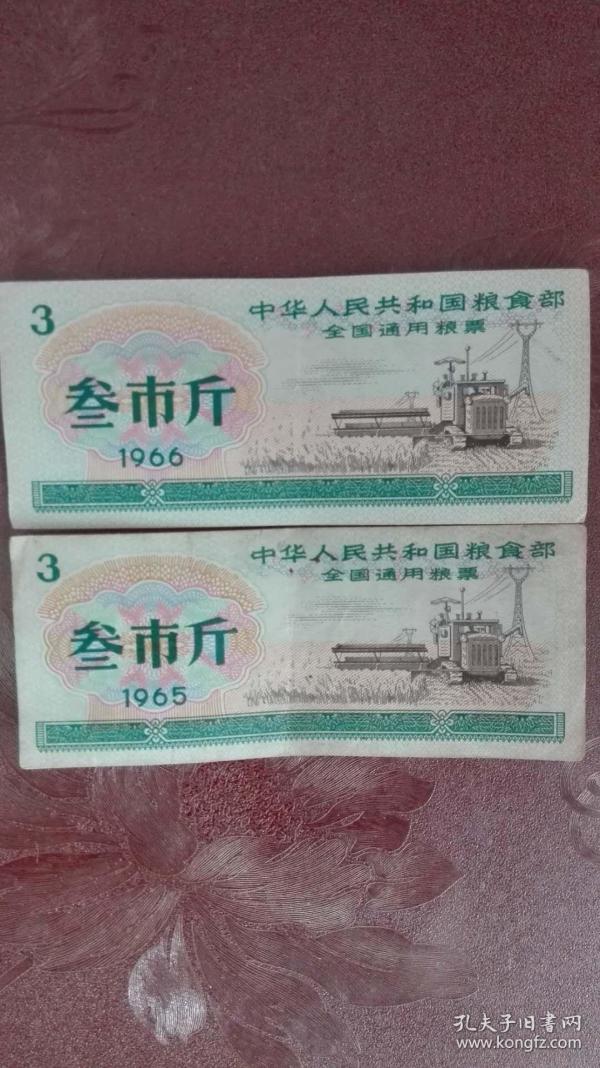 3
中华人民共和国粮食部
全国通用粮票
叁市斤
1966
3
中华人民共和国粮食部
全国通用粮票
叁市斤
1965
孔夫子旧書网
www.kongfz.com